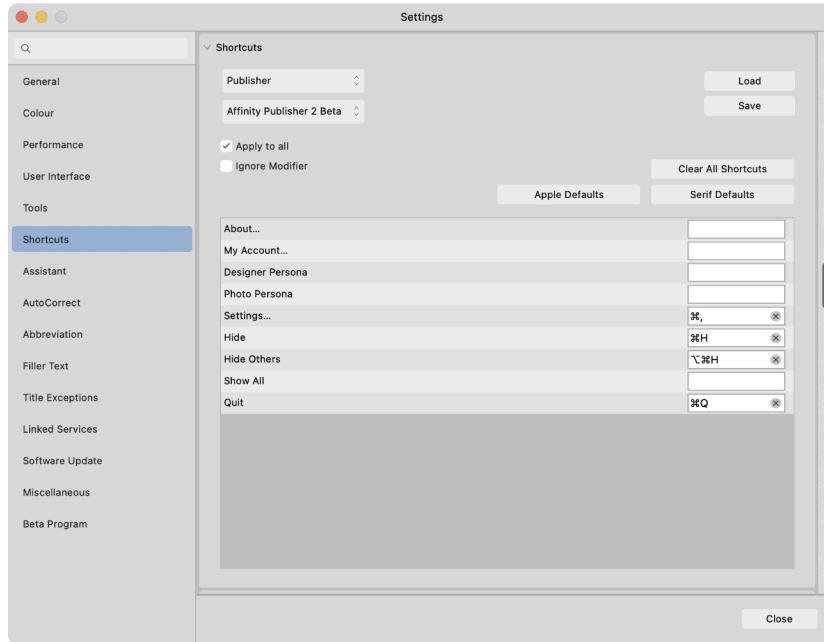 Settings
General
Colour
Performance
User Interface
Tools
Shortcuts
Assistant
AutoCorrect
Abbreviation
Filler Text
Title Exceptions
Linked Services
Software Update
Miscellaneous
Beta Program
Shortcuts
Publisher
Load
Affinity Publisher 2 Beta
Save
Apply to all
Ignore Modifier
Clear All Shortcuts
Apple Defaults
Serif Defaults
About...
My Account...
Designer Persona
Photo Persona
Settings... ⌘,
Hide ⌘H
Hide Others ⌥⌘H
Show All
Quit ⌘Q
Close